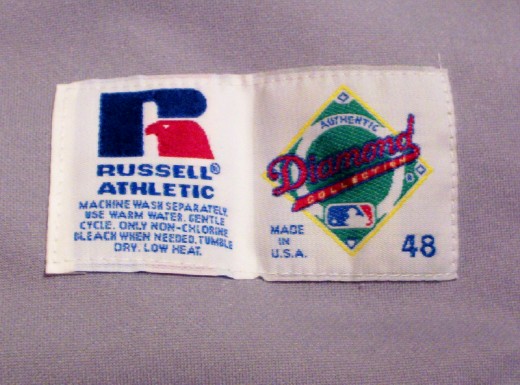 R
RUSSELL®
ATHLETIC
MACHINE WASH SEPARATELY.
USE WARM WATER. GENTLE
CYCLE. ONLY NON-CHLORINE
BLEACH WHEN NEEDED. TUMBLE
DRY. LOW HEAT.
AUTHENTIC
Diamond
COLLECTION
MADE
IN
U.S.A.
48